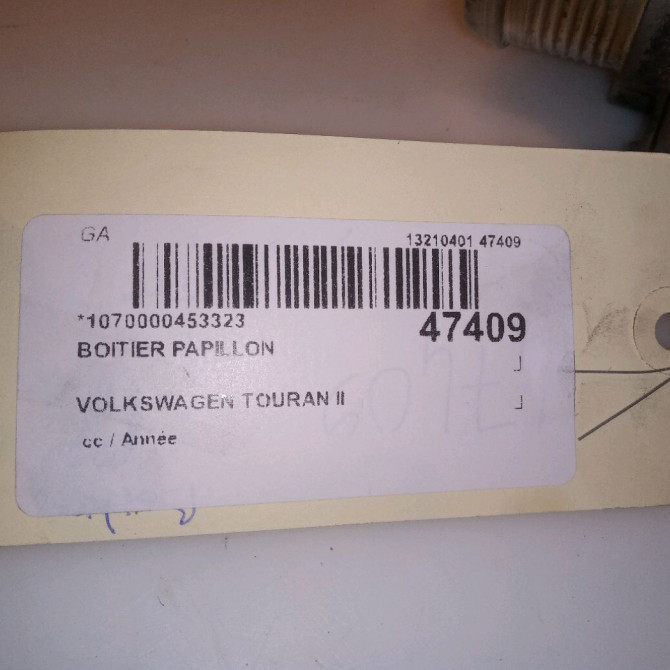 GA
13210401 47409
*1070000453323
47409
BOITIER PAPILLON
VOLKSWAGEN TOURAN II
cc / Année